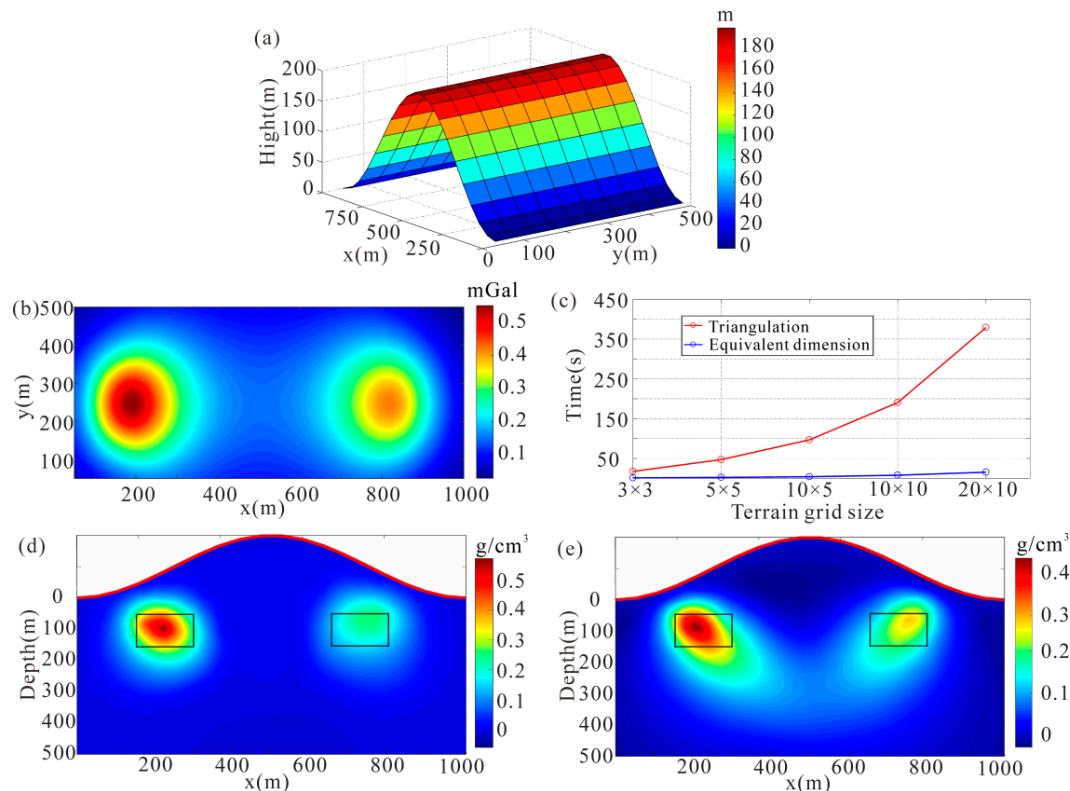 (a)
m
Hight(m)
200
150
100
50
0
750
500
250
0
x(m)
100
300
500
y(m)
180
160
140
120
100
80
60
40
20
0
(b)
mGal
500
400
300
200
100
y(m)
200 400 600 800 1000
x(m)
0.5
0.4
0.3
0.2
0.1
(c)
450
350
250
150
50
Time(s)
Triangulation
Equivalent dimension
3×3 5×5 10×5 10×10 20×10
Terrain grid size
(d)
g/cm³
0
100
200
300
400
500
Depth(m)
200 400 600 800 1000
x(m)
0.5
0.4
0.3
0.2
0.1
0
(e)
g/cm³
0
100
200
300
400
500
Depth(m)
200 400 600 800 1000
x(m)
0.4
0.3
0.2
0.1
0